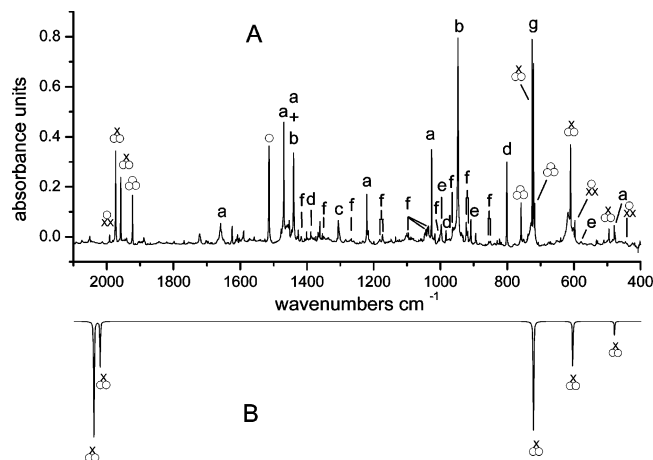 A
absorbance units
0.8
0.6
0.4
0.2
0.0
b
g
a
a
+
b
a
a
a
d
f d f
c
f
f
f
f
e
f
d
f
e
f
e
a
x
x
x
x
x
x
xx
xx
2000 1800 1600 1400 1200 1000 800 600 400
wavenumbers cm -1
B
x
x
x
x
x